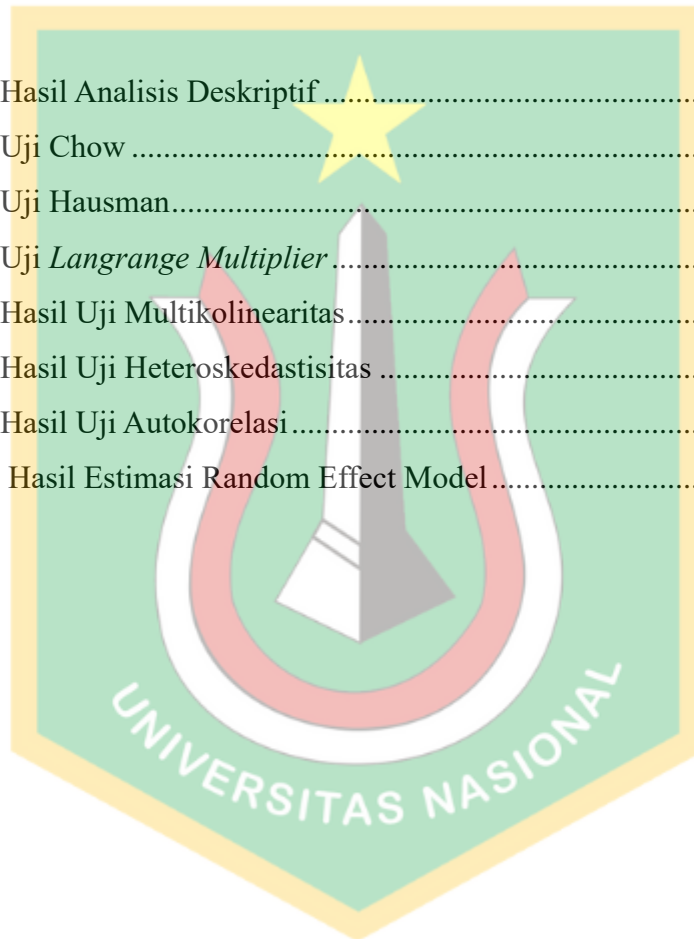 Hasil Analisis Deskriptif ...............................................
Uji Chow ........................................................................
Uji Hausman...................................................................
Uji Langrange Multiplier ..............................................
Hasil Uji Multikolinearitas............................................
Hasil Uji Heteroskedastisitas ........................................
Hasil Uji Autokorelasi...................................................
Hasil Estimasi Random Effect Model..........................
UNIVERSITAS NASIONAL